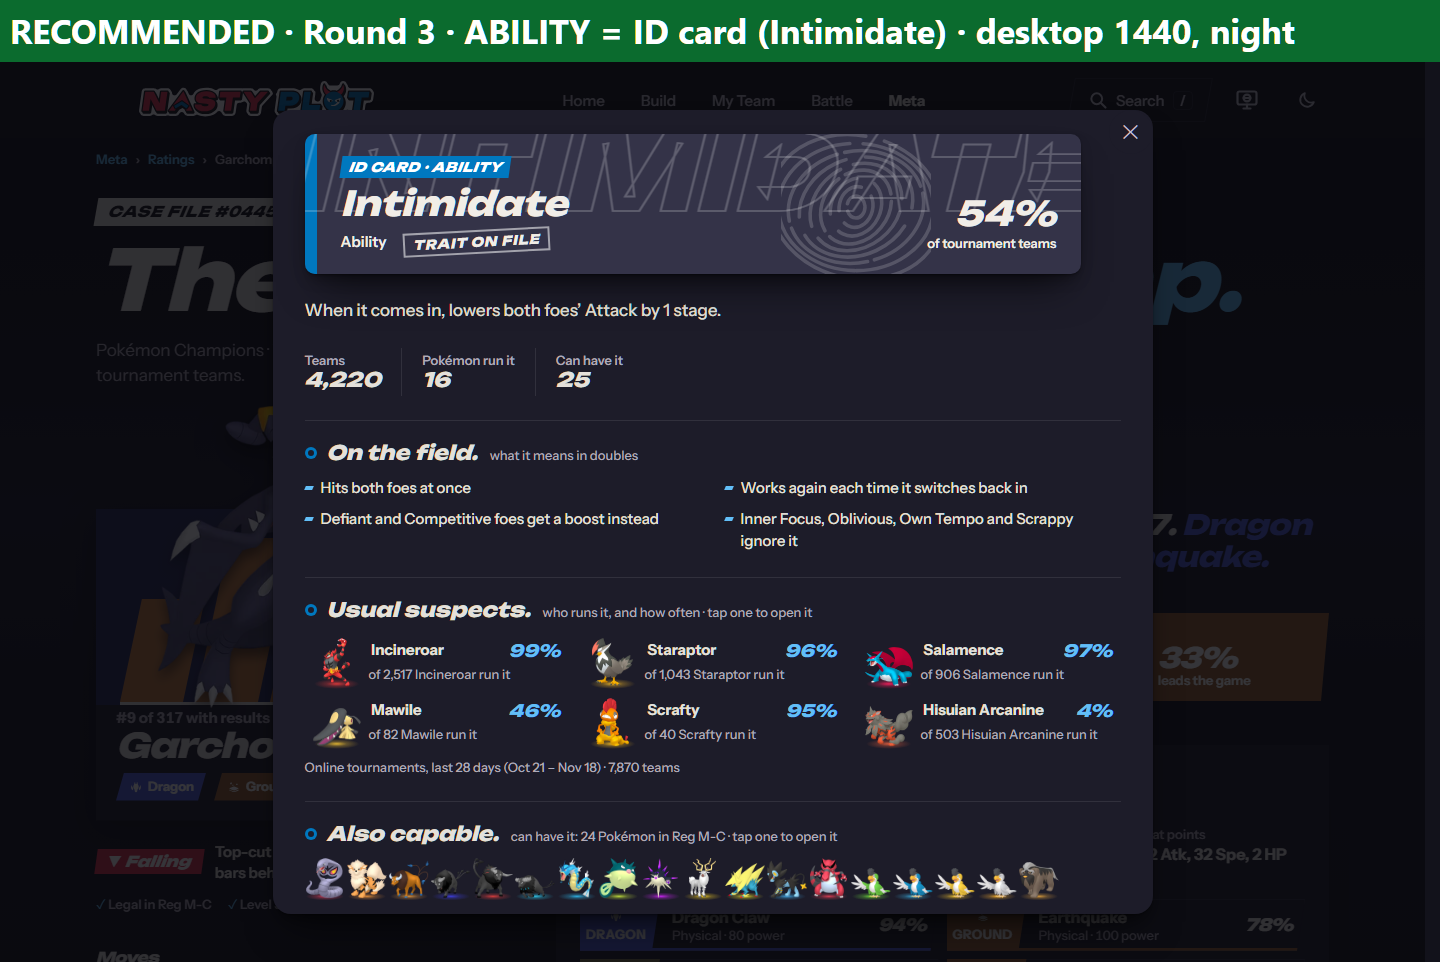 RECOMMENDED · Round 3 · ABILITY = ID card (Intimidate) · desktop 1440, night
NASTY PLOT
Home Build My Team Battle Meta
Search /
Meta › Ratings › Garchom
CASE FILE #0445
The
p.
Pokémon Champions ·
tournament teams.
ID CARD · ABILITY
INTIMIDATE
Intimidate
Ability TRAIT ON FILE
54%
of tournament teams
When it comes in, lowers both foes’ Attack by 1 stage.
Teams Pokémon run it Can have it
4,220 16 25
On the field. what it means in doubles
Hits both foes at once
Works again each time it switches back in
Defiant and Competitive foes get a boost instead
Inner Focus, Oblivious, Own Tempo and Scrappy
ignore it
7. Dragon
quake.
Usual suspects. who runs it, and how often · tap one to open it
Incineroar 99%
of 2,517 Incineroar run it
Staraptor 96%
of 1,043 Staraptor run it
Salamence 97%
of 906 Salamence run it
Mawile 46%
of 82 Mawile run it
Scrafty 95%
of 40 Scrafty run it
Hisuian Arcanine 4%
of 503 Hisuian Arcanine run it
Online tournaments, last 28 days (Oct 21 – Nov 18) · 7,870 teams
33%
leads the game
#9 of 317 with results
Garcho
Dragon Grou
Also capable. can have it: 24 Pokémon in Reg M-C · tap one to open it
at points
2 Atk, 32 Spe, 2 HP
▼ Falling
Top-cut
bars beh
✓ Legal in Reg M-C ✓ Level
Moves
DRAGON
Dragon Claw
Physical · 80 power
94%
GROUND
Earthquake
Physical · 100 power
78%